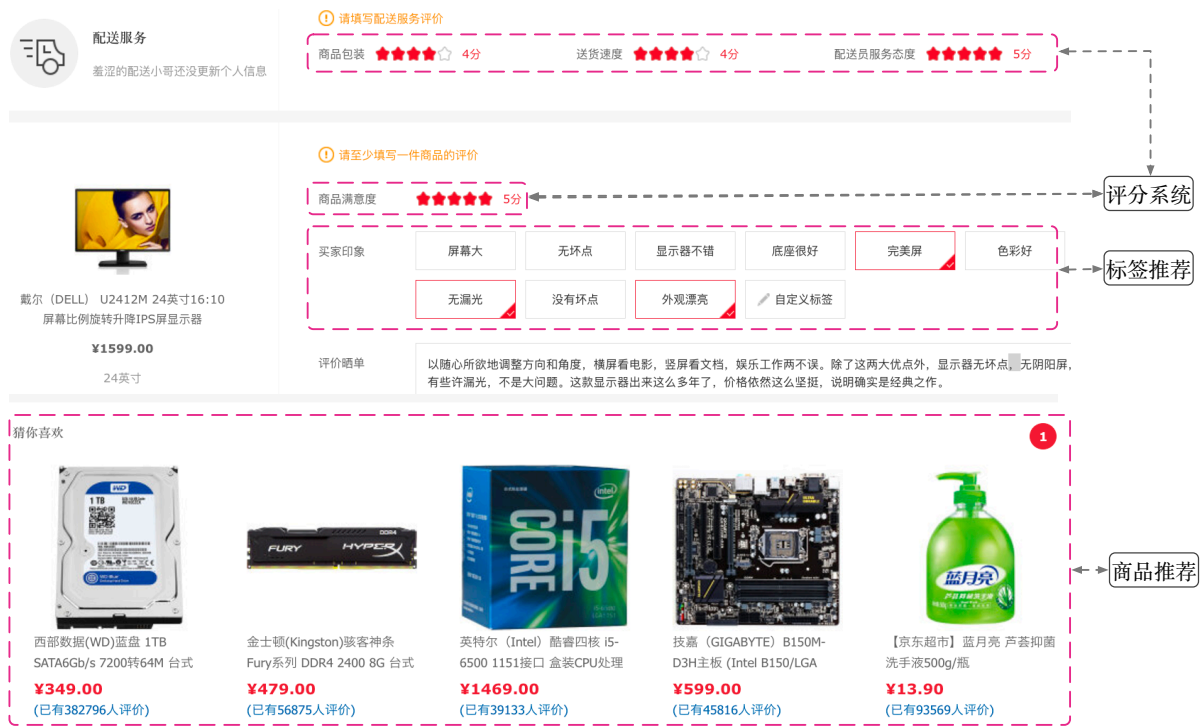 配送服务
羞涩的配送小哥还没更新个人信息
请填写配送服务评价
商品包装 4分 送货速度 4分 配送员服务态度 5分
评分系统
请至少填写一件商品的评价
商品满意度 5分
买家印象 屏幕大 无坏点 显示器不错 底座很好 完美屏 色彩好
无漏光 没有坏点 外观漂亮 自定义标签
标签推荐
戴尔（DELL） U2412M 24英寸16:10
屏幕比例旋转升降IPS屏显示器
¥1599.00
24英寸
评价晒单
以随心所欲地调整方向和角度，横屏看电影，竖屏看文档，娱乐工作两不误。除了这两大优点外，显示器无坏点，无阴阳屏，
有些许漏光，不是大问题。这款显示器出来这么多年了，价格依然这么坚挺，说明确实是经典之作。
猜你喜欢
1
WD
1 TB
WD Blue
FURY HYPERX
DDR4
intel
CORE i5
蓝月亮
商品推荐
西部数据(WD)蓝盘 1TB
SATA6Gb/s 7200转64M 台式
¥349.00
(已有382796人评价)
金士顿(Kingston)骇客神条
Fury系列 DDR4 2400 8G 台式
¥479.00
(已有56875人评价)
英特尔（Intel）酷睿四核 i5-
6500 1151接口 盒装CPU处理
¥1469.00
(已有39133人评价)
技嘉（GIGABYTE）B150M-
D3H主板 (Intel B150/LGA
¥599.00
(已有45816人评价)
【京东超市】蓝月亮 芦荟抑菌
洗手液500g/瓶
¥13.90
(已有93569人评价)